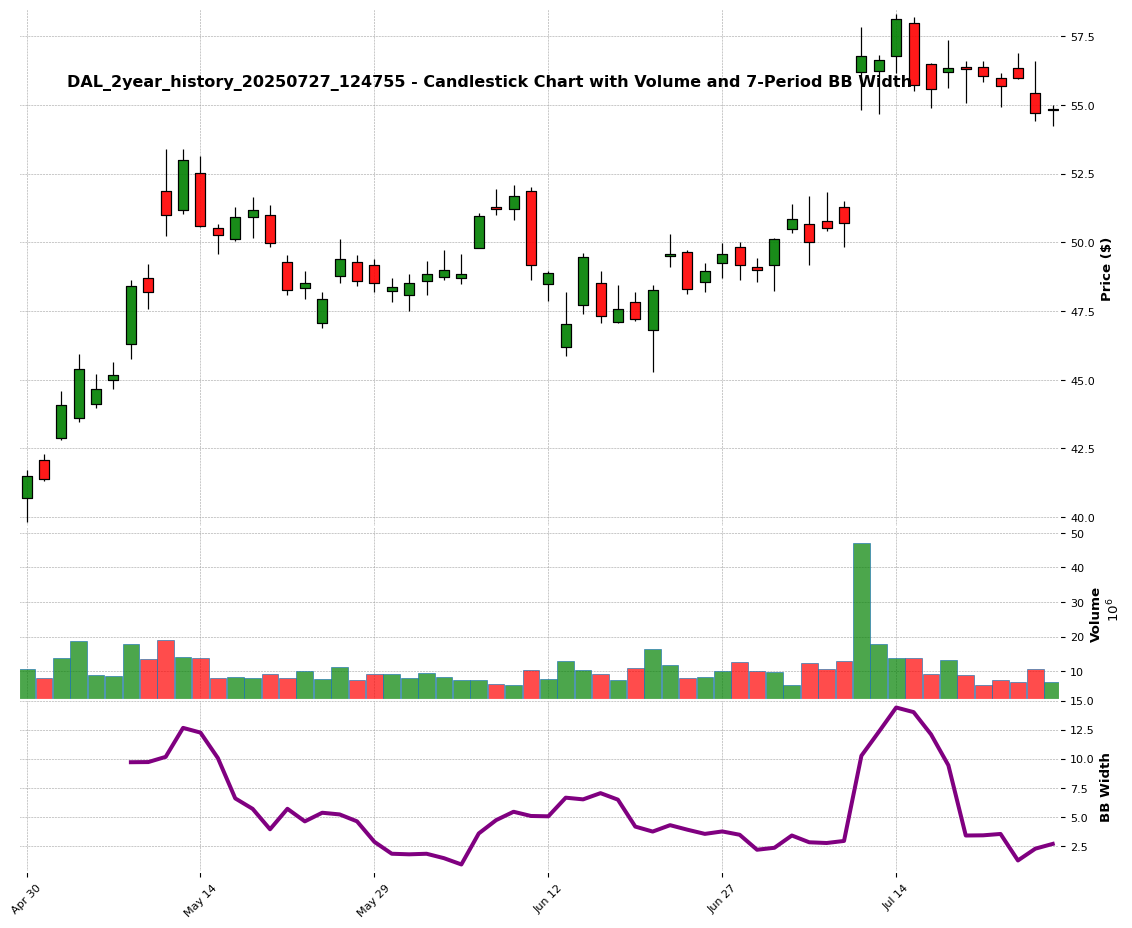 DAL_2year_history_20250727_124755 - Candlestick Chart with Volume and 7-Period BB Width
57.5
55.0
52.5
50.0
47.5
45.0
42.5
40.0
Price ($)
50
40
30
20
10
Volume
10^6
15.0
12.5
10.0
7.5
5.0
2.5
BB Width
Apr 30
May 14
May 29
Jun 12
Jun 27
Jul 14